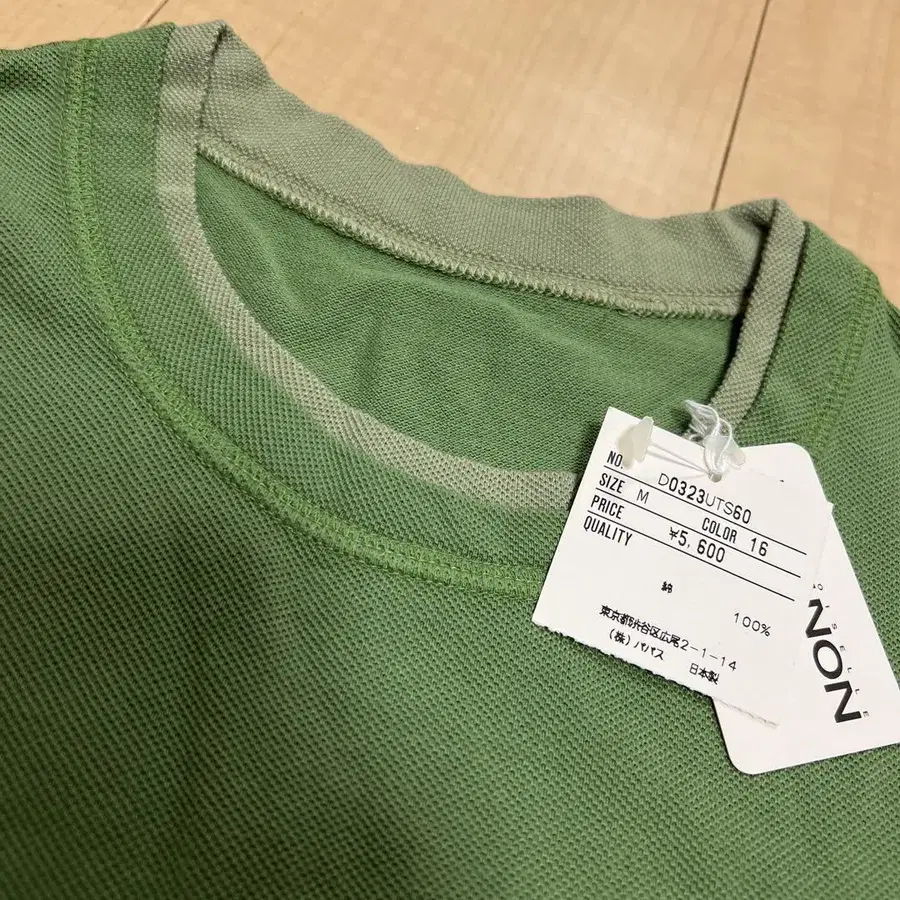 NO. D0323UTS60
SIZE M COLOR 16
PRICE ¥5,600
QUALITY
綿 100%
東京都渋谷区広尾2-1-14
(株)パパス 日本製
NON